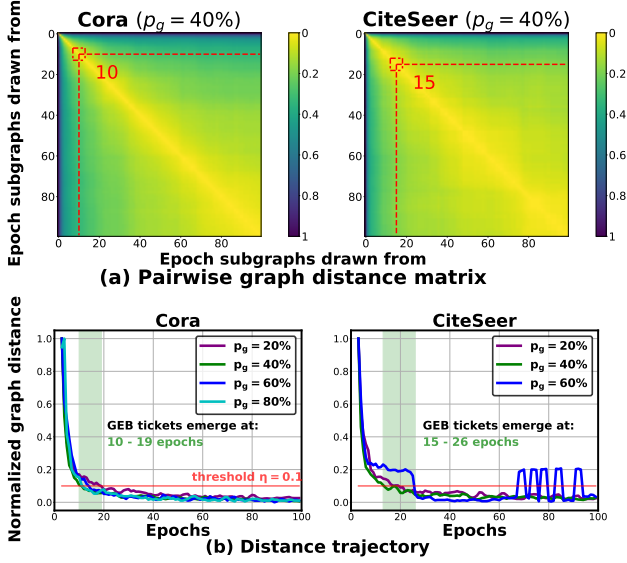 Cora (p_g = 40%)
CiteSeer (p_g = 40%)
Epoch subgraphs drawn from
0
20
40
60
80
0 20 40 60 80
10
0
0.2
0.4
0.6
0.8
1
0
20
40
60
80
0 20 40 60 80
15
0
0.2
0.4
0.6
0.8
1
Epoch subgraphs drawn from
(a) Pairwise graph distance matrix
Normalized graph distance
Cora
1.0
0.8
0.6
0.4
0.2
0.0
p_g = 20%
p_g = 40%
p_g = 60%
p_g = 80%
GEB tickets emerge at:
10 - 19 epochs
threshold η = 0.1
0 20 40 60 80 100
Epochs
CiteSeer
1.0
0.8
0.6
0.4
0.2
0.0
p_g = 20%
p_g = 40%
p_g = 60%
GEB tickets emerge at:
15 - 26 epochs
0 20 40 60 80 100
Epochs
(b) Distance trajectory